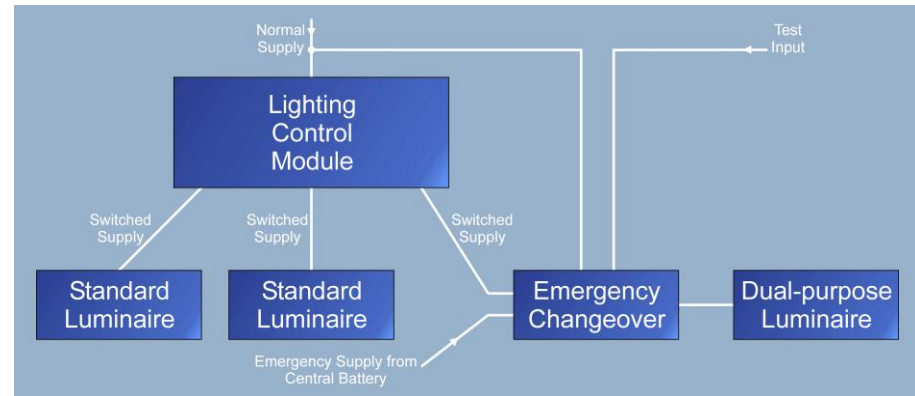 Normal
Supply
Test
Input
Lighting
Control
Module
Switched
Supply
Switched
Supply
Switched
Supply
Standard
Luminaire
Standard
Luminaire
Emergency
Changeover
Dual-purpose
Luminaire
Emergency Supply from
Central Battery